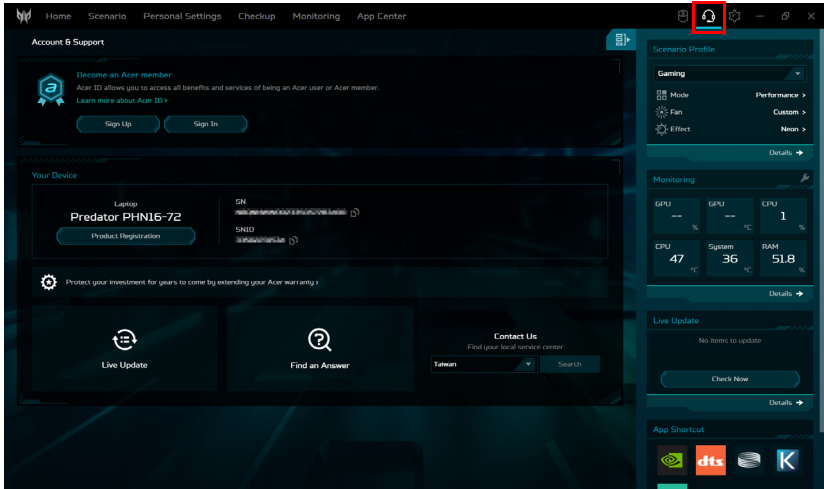 Home Scenario Personal Settings Checkup Monitoring App Center
Account & Support
Become an Acer member
Acer ID allows you to access all benefits and services of being an Acer user or Acer member.
Learn more about Acer ID >
Sign Up Sign In
Your Device
Laptop
Predator PHN16-72
Product Registration
SN
SNID
Protect your investment for years to come by extending your Acer warranty >
Live Update
Find an Answer
Contact Us
Find your local service center
Taiwan Search
Scenario Profile
Gaming
Mode Performance >
Fan Custom >
Effect Neon >
Details →
Monitoring
GPU GPU CPU
-- -- 1
% °C %
CPU System RAM
47 36 51.8
°C °C %
Details →
Live Update
No items to update
Check Now
Details →
App Shortcut
dts K